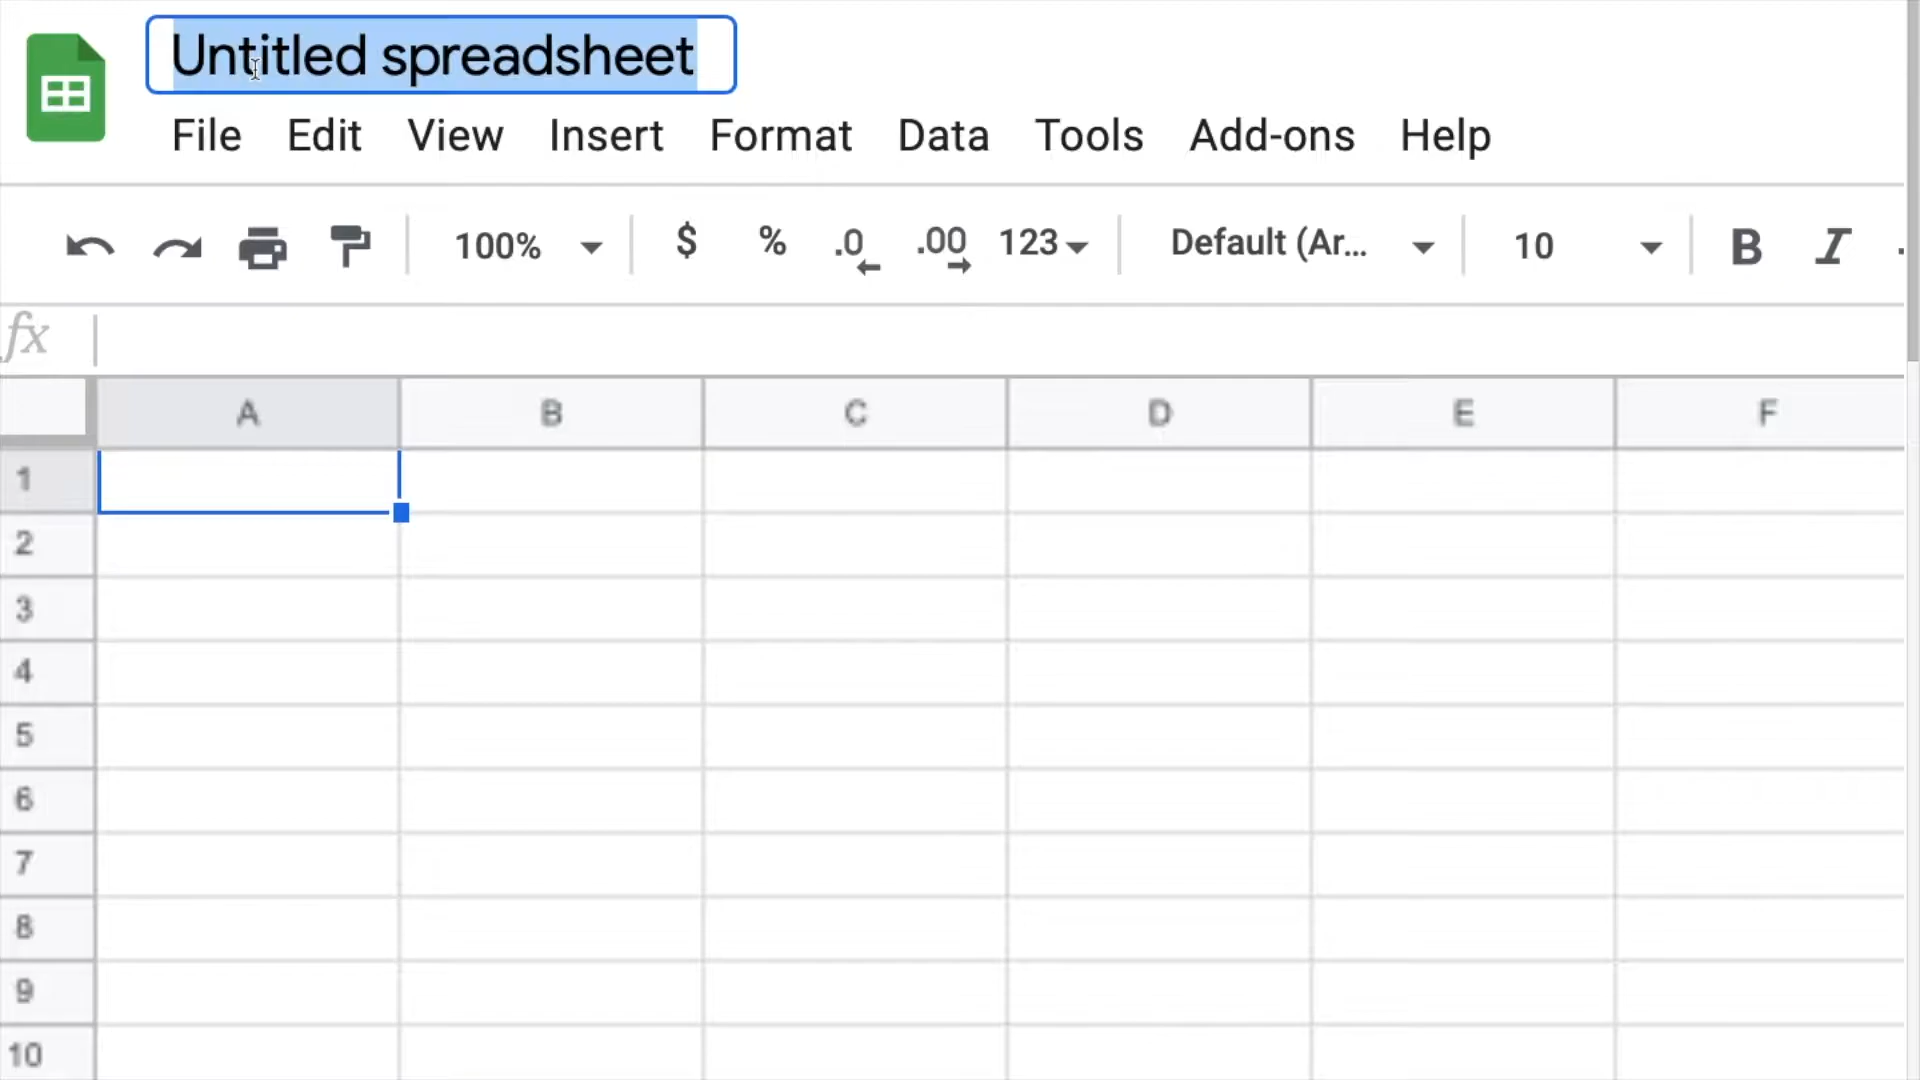 Untitled spreadsheet
File Edit View Insert Format Data Tools Add-ons Help
100% $ % .0 .00 123 Default (Ar... 10 B I
fx
A B C D E F
1
2
3
4
5
6
7
8
9
10